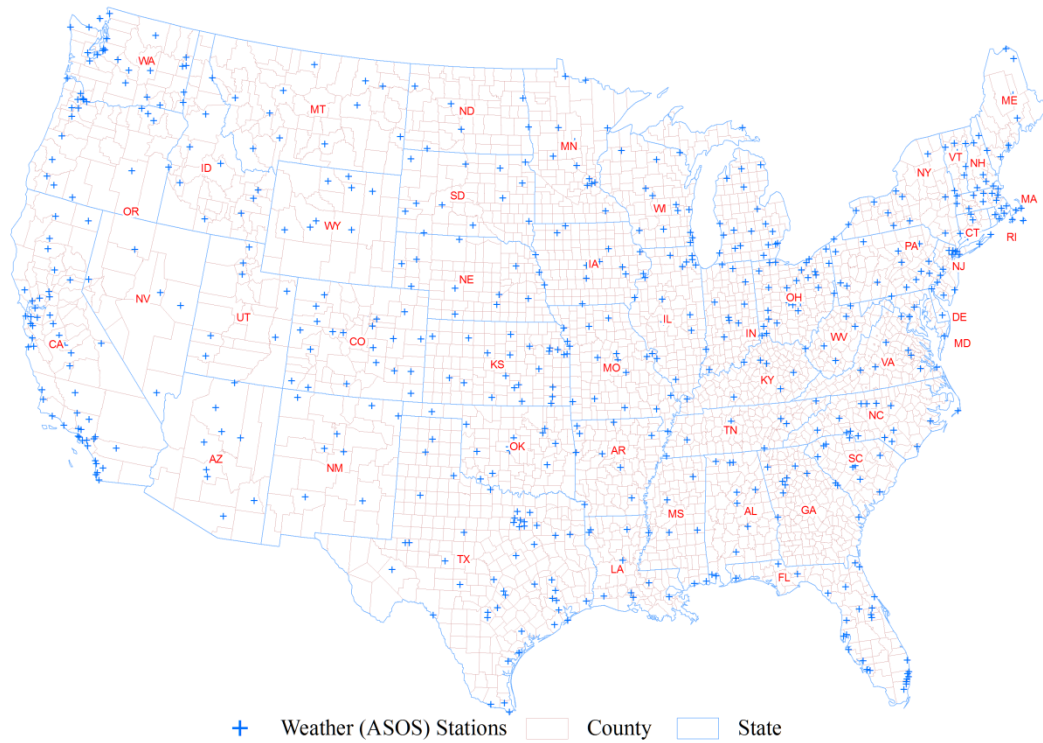 WA
MT
ND
MN
ME
VT
NH
NY
ID
SD
WI
MA
OR
WY
CT
RI
PA
IA
NJ
NE
NV
OH
UT
IL
DE
IN
WV
CA
CO
MD
KS
MO
VA
KY
NC
TN
OK
AR
AZ
NM
SC
MS
AL
GA
TX
LA
FL
Weather (ASOS) Stations County State